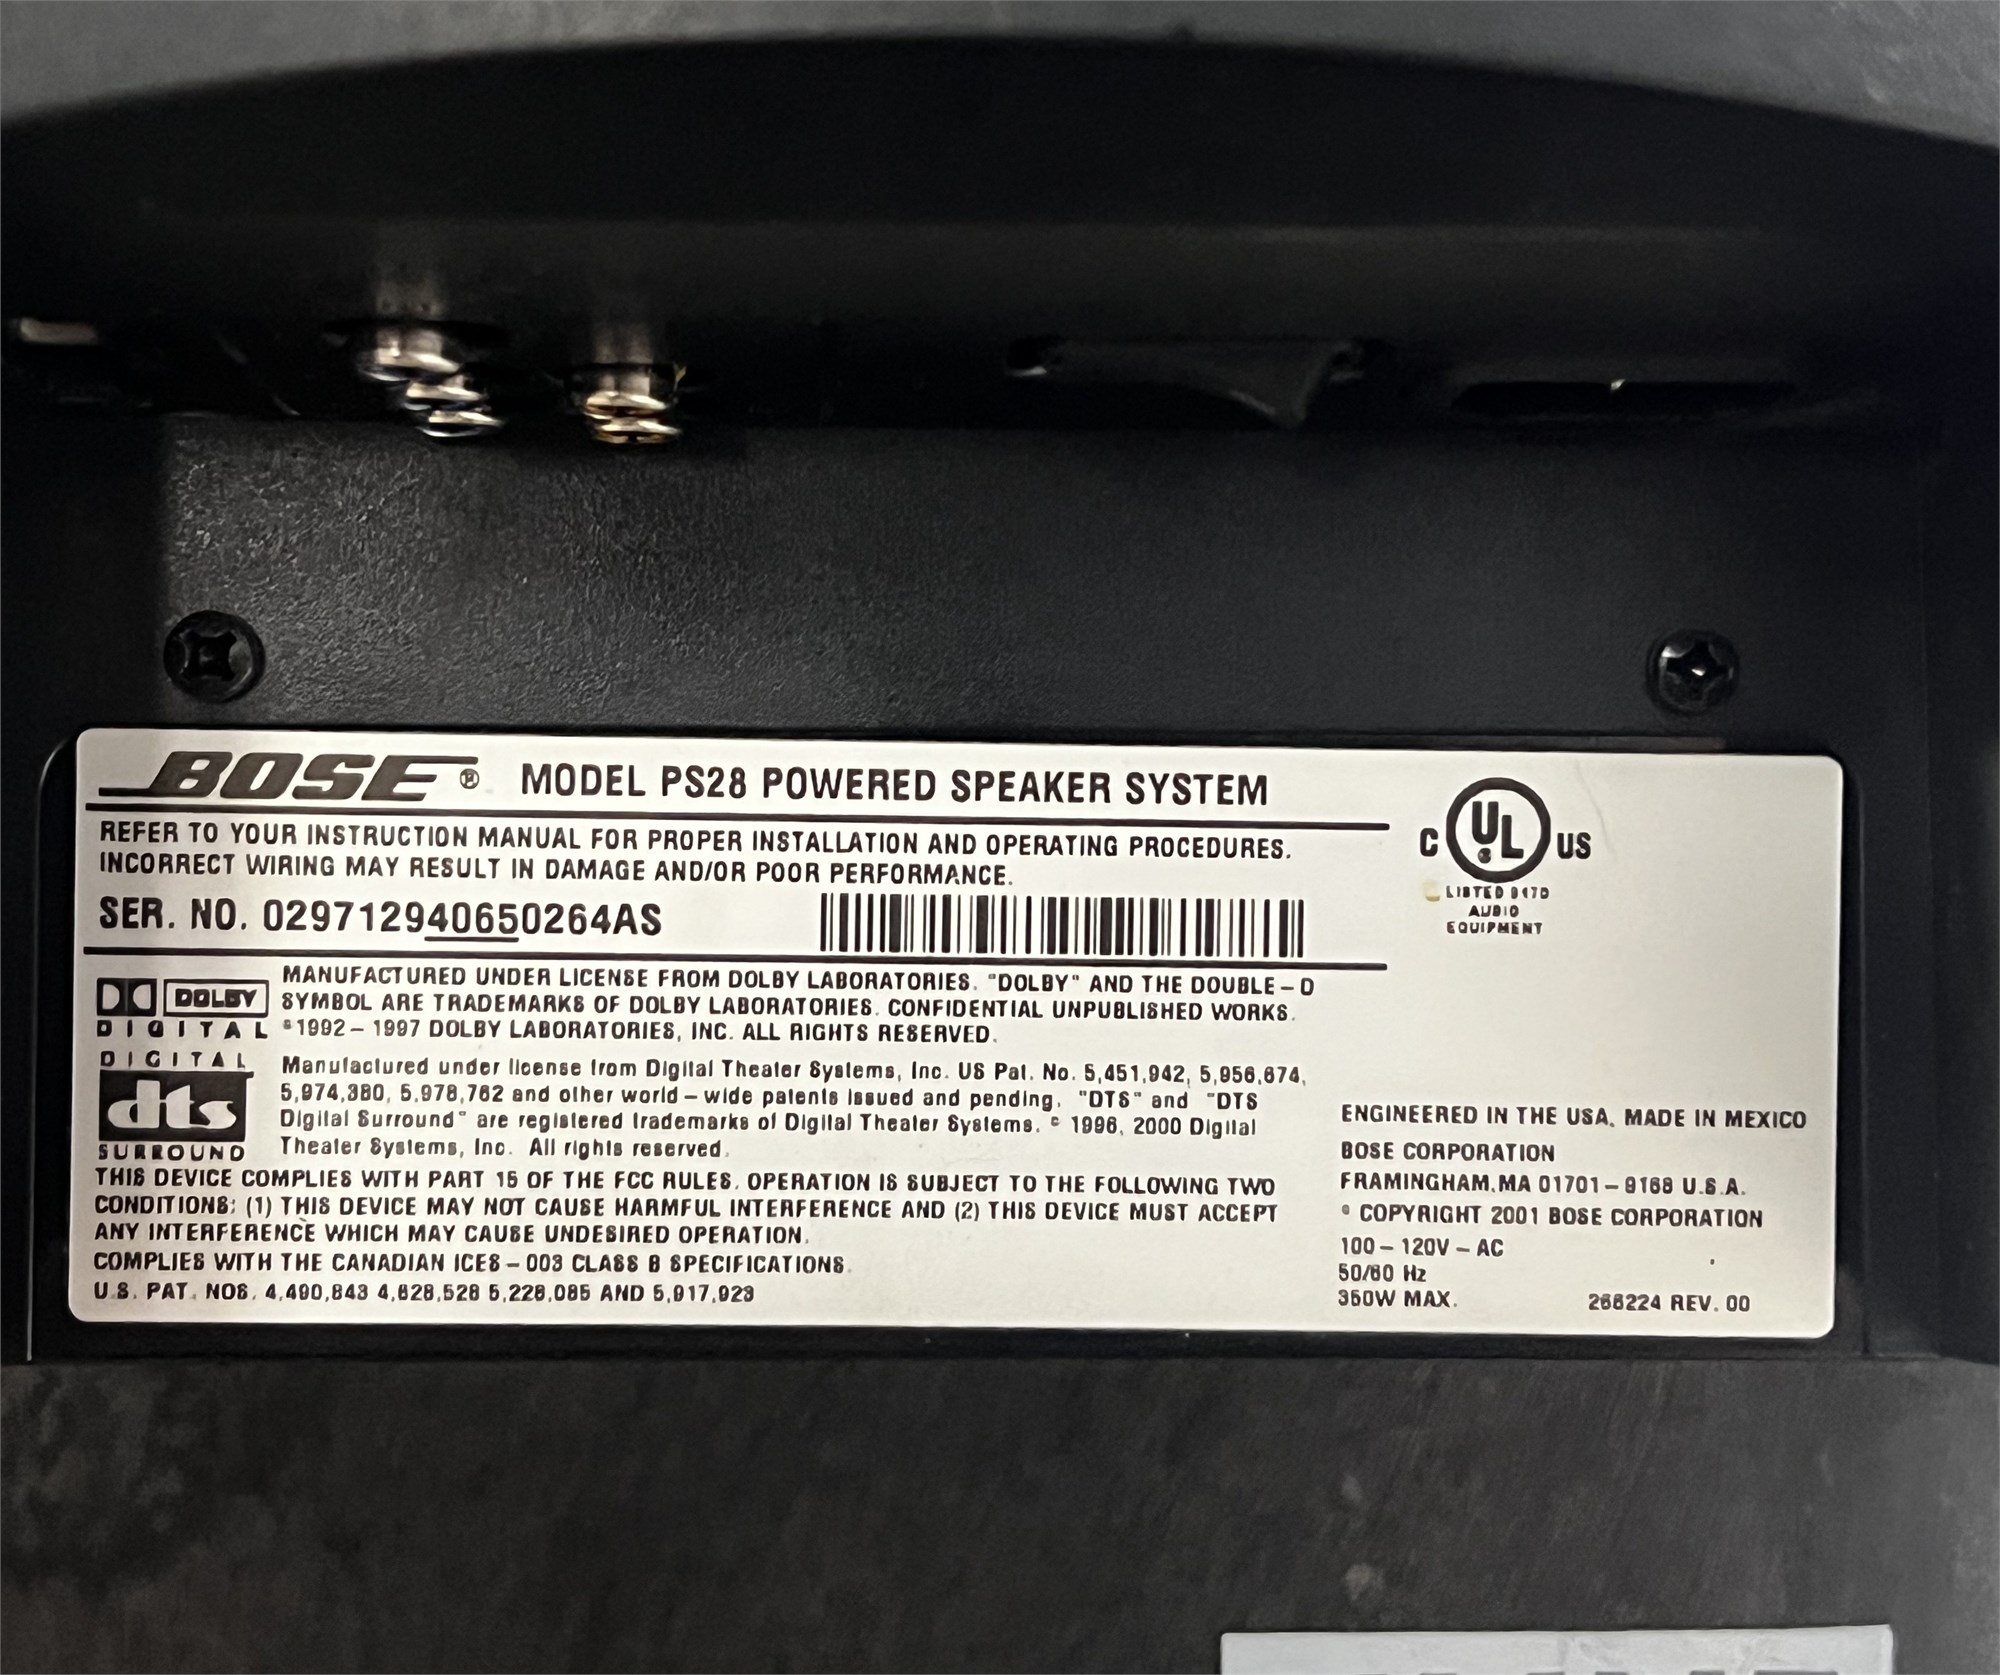 BOSE® MODEL PS28 POWERED SPEAKER SYSTEM
REFER TO YOUR INSTRUCTION MANUAL FOR PROPER INSTALLATION AND OPERATING PROCEDURES.
INCORRECT WIRING MAY RESULT IN DAMAGE AND/OR POOR PERFORMANCE.
SER. NO. 029712940650264AS
C UL® US
LISTED 917D
AUDIO
EQUIPMENT
DOLBY
DIGITAL
MANUFACTURED UNDER LICENSE FROM DOLBY LABORATORIES. "DOLBY" AND THE DOUBLE-D
SYMBOL ARE TRADEMARKS OF DOLBY LABORATORIES. CONFIDENTIAL UNPUBLISHED WORKS.
©1992-1997 DOLBY LABORATORIES, INC. ALL RIGHTS RESERVED.
DIGITAL
dts
SURROUND
Manufactured under license from Digital Theater Systems, Inc. US Pat. No. 5,451,942, 5,956,674,
5,974,380, 5,978,762 and other world-wide patents issued and pending. "DTS" and "DTS
Digital Surround" are registered trademarks of Digital Theater Systems. © 1996, 2000 Digital
Theater Systems, Inc. All rights reserved.
THIS DEVICE COMPLIES WITH PART 15 OF THE FCC RULES. OPERATION IS SUBJECT TO THE FOLLOWING TWO
CONDITIONS: (1) THIS DEVICE MAY NOT CAUSE HARMFUL INTERFERENCE AND (2) THIS DEVICE MUST ACCEPT
ANY INTERFERENCE WHICH MAY CAUSE UNDESIRED OPERATION.
COMPLIES WITH THE CANADIAN ICES-003 CLASS B SPECIFICATIONS.
U.S. PAT. NOS. 4,490,843 4,628,528 5,228,085 AND 5,917,923
ENGINEERED IN THE USA. MADE IN MEXICO
BOSE CORPORATION
FRAMINGHAM, MA 01701-9168 U.S.A.
© COPYRIGHT 2001 BOSE CORPORATION
100-120V-AC
50/60 Hz
350W MAX.
266224 REV. 00